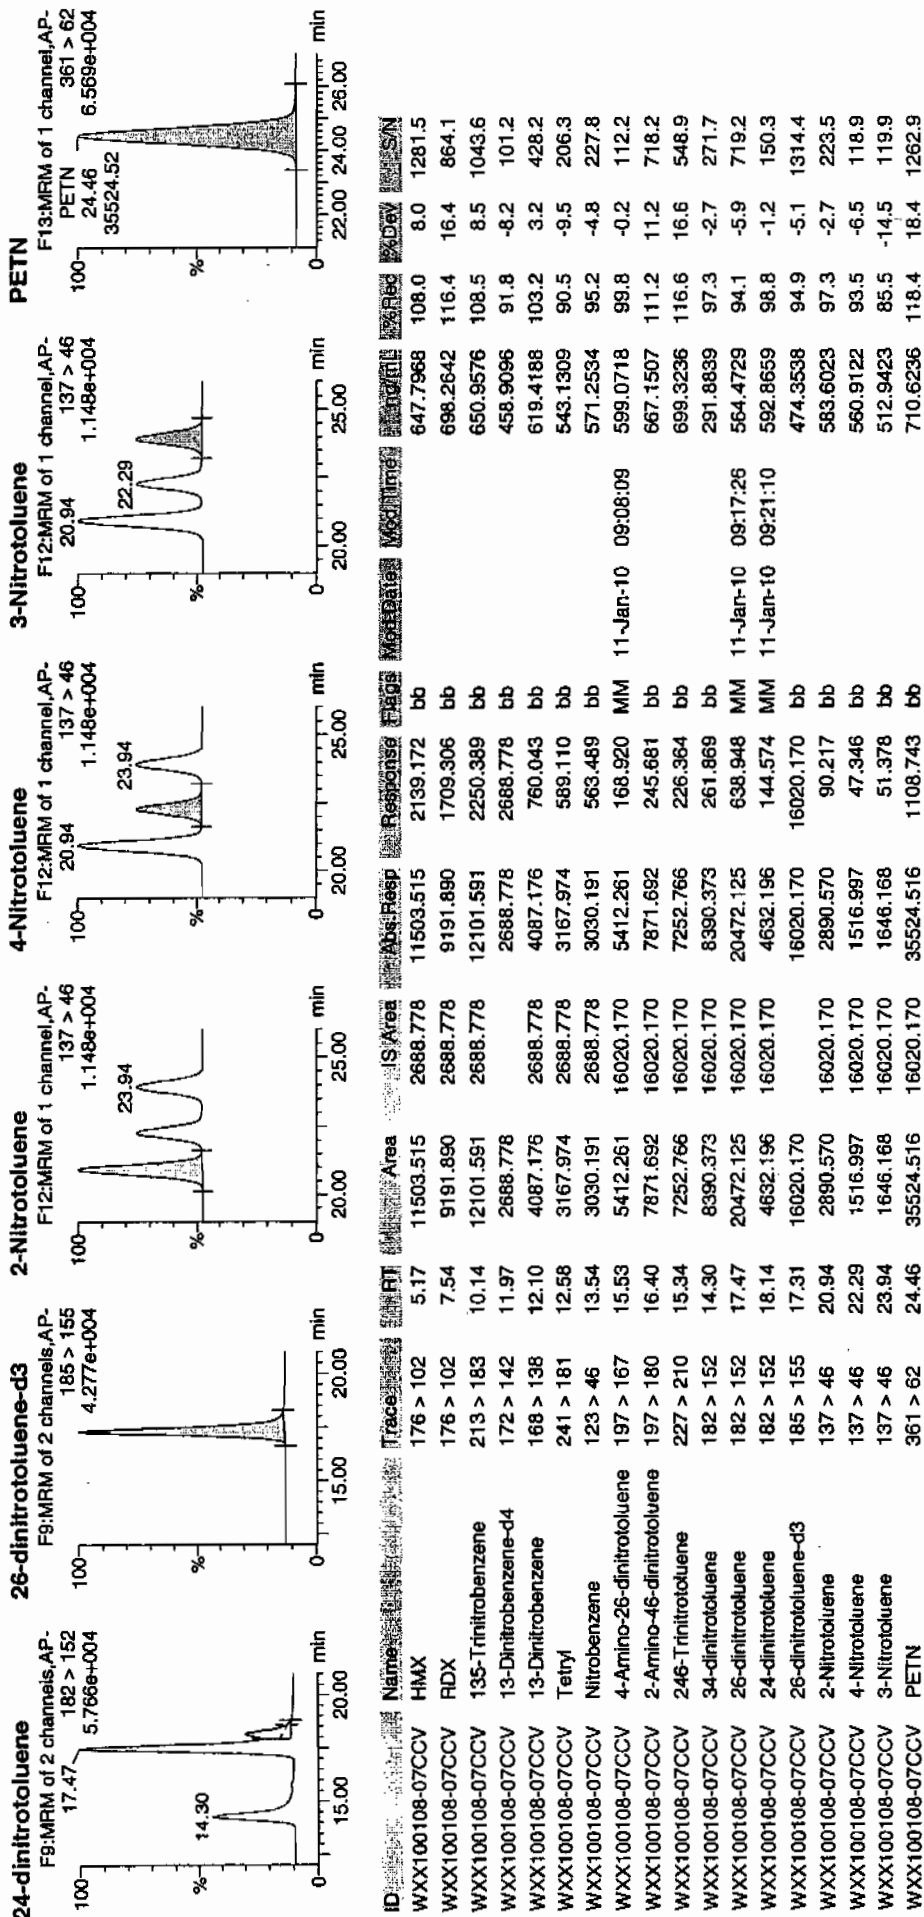 24-dinitrotoluene
F9:MRM of 2 channels,AP-
182 > 152
5.766e+004
17.47
14.30
100
%
0
15.00
20.00
min
26-dinitrotoluene-d3
F9:MRM of 2 channels,AP-
185 > 155
4.277e+004
100
%
0
15.00
20.00
min
2-Nitrotoluene
F12:MRM of 1 channel,AP-
137 > 46
1.148e+004
23.94
100
%
0
20.00
25.00
min
4-Nitrotoluene
F12:MRM of 1 channel,AP-
20.94
137 > 46
1.148e+004
23.94
100
%
0
20.00
25.00
min
3-Nitrotoluene
F12:MRM of 1 channel,AP-
20.94
137 > 46
1.148e+004
22.29
100
%
0
20.00
25.00
min
PETN
F13:MRM of 1 channel,AP-
PETN
361 > 62
24.46
6.569e+004
35524.52
100
%
0
22.00
24.00
26.00
min
ID Name Trace RT Area IS Area Abs.Resp Response Flags Mod.Date Mod.Time ng/mL %Rec %Dev S/N
WXX100108-07CCV HMX 176 > 102 5.17 11503.515 2688.778 11503.515 2139.172 bb 647.7968 108.0 8.0 1281.5
WXX100108-07CCV RDX 176 > 102 7.54 9191.890 2688.778 9191.890 1709.306 bb 698.2642 116.4 16.4 864.1
WXX100108-07CCV 135-Trinitrobenzene 213 > 183 10.14 12101.591 2688.778 12101.591 2250.389 bb 650.9576 108.5 8.5 1043.6
WXX100108-07CCV 13-Dinitrobenzene-d4 172 > 142 11.97 2688.778 2688.778 2688.778 bb 458.9096 91.8 -8.2 101.2
WXX100108-07CCV 13-Dinitrobenzene 168 > 138 12.10 4087.176 2688.778 4087.176 760.043 bb 619.4188 103.2 3.2 428.2
WXX100108-07CCV Tetryl 241 > 181 12.58 3167.974 2688.778 3167.974 589.110 bb 543.1309 90.5 -9.5 206.3
WXX100108-07CCV Nitrobenzene 123 > 46 13.54 3030.191 2688.778 3030.191 563.489 bb 571.2534 95.2 -4.8 227.8
WXX100108-07CCV 4-Amino-26-dinitrotoluene 197 > 167 15.53 5412.261 16020.170 5412.261 168.920 MM 11-Jan-10 09:08:09 599.0718 99.8 -0.2 112.2
WXX100108-07CCV 2-Amino-46-dinitrotoluene 197 > 180 16.40 7871.692 16020.170 7871.692 245.681 bb 667.1507 111.2 11.2 718.2
WXX100108-07CCV 246-Trinitrotoluene 227 > 210 15.34 7252.766 16020.170 7252.766 226.364 bb 699.3236 116.6 16.6 548.9
WXX100108-07CCV 34-dinitrotoluene 182 > 152 14.30 8390.373 16020.170 8390.373 261.869 bb 291.8839 97.3 -2.7 271.7
WXX100108-07CCV 26-dinitrotoluene 182 > 152 17.47 20472.125 16020.170 20472.125 638.948 MM 11-Jan-10 09:17:26 564.4729 94.1 -5.9 719.2
WXX100108-07CCV 24-dinitrotoluene 182 > 152 18.14 4632.196 16020.170 4632.196 144.574 MM 11-Jan-10 09:21:10 592.8659 98.8 -1.2 150.3
WXX100108-07CCV 26-dinitrotoluene-d3 185 > 155 17.31 16020.170 16020.170 16020.170 bb 474.3538 94.9 -5.1 1314.4
WXX100108-07CCV 2-Nitrotoluene 137 > 46 20.94 2890.570 16020.170 2890.570 90.217 bb 583.6023 97.3 -2.7 223.5
WXX100108-07CCV 4-Nitrotoluene 137 > 46 22.29 1516.997 16020.170 1516.997 47.346 bb 560.9122 93.5 -6.5 118.9
WXX100108-07CCV 3-Nitrotoluene 137 > 46 23.94 1646.168 16020.170 1646.168 51.378 bb 512.9423 85.5 -14.5 119.9
WXX100108-07CCV PETN 361 > 62 24.46 35524.516 16020.170 35524.516 1108.743 bb 710.6236 118.4 18.4 1262.9